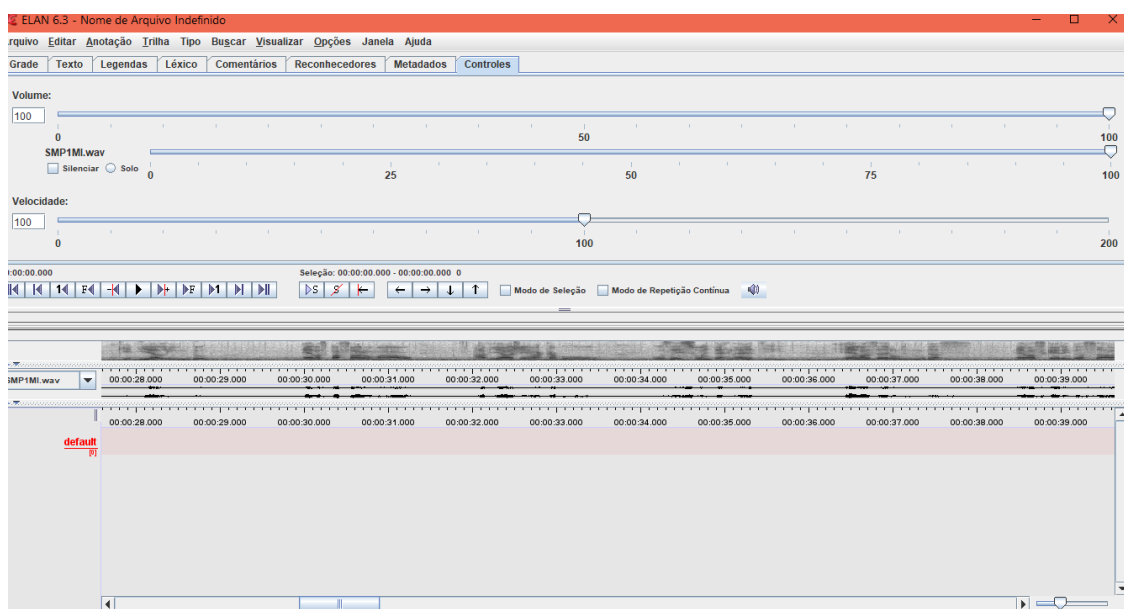 ELAN 6.3 - Nome de Arquivo Indefinido
rquivo Editar Anotação Trilha Tipo Buscar Visualizar Opções Janela Ajuda
Grade Texto Legendas Léxico Comentários Reconhecedores Metadados Controles
Volume:
100
0 50 100
SMP1MI.wav
Silenciar Solo
0 25 50 75 100
Velocidade:
100
0 100 200
:00:00.000 Seleção: 00:00:00.000 - 00:00:00.000 0
1 F - + F 1 S S
Modo de Seleção Modo de Repetição Contínua
SMP1MI.wav 00:00:28.000 00:00:29.000 00:00:30.000 00:00:31.000 00:00:32.000 00:00:33.000 00:00:34.000 00:00:35.000 00:00:36.000 00:00:37.000 00:00:38.000 00:00:39.000
00:00:28.000 00:00:29.000 00:00:30.000 00:00:31.000 00:00:32.000 00:00:33.000 00:00:34.000 00:00:35.000 00:00:36.000 00:00:37.000 00:00:38.000 00:00:39.000
default
[0]